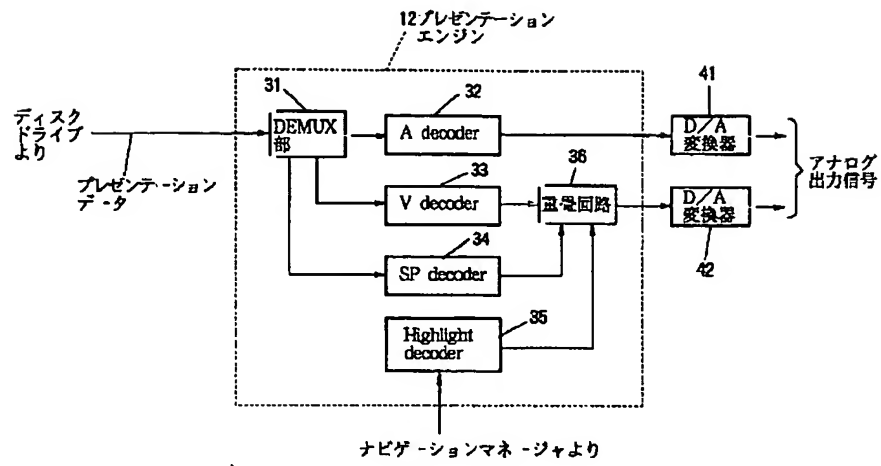 12プレゼンテーション
エンジン
31
32
41
ディスク
ドライブ
より
DEMUX
部
A decoder
D/A
変換器
プレゼンテーション
データ
33
36
アナログ
出力信号
V decoder
重畳回路
D/A
変換器
34
42
SP decoder
35
Highlight
decoder
ナビゲーションマネージャより